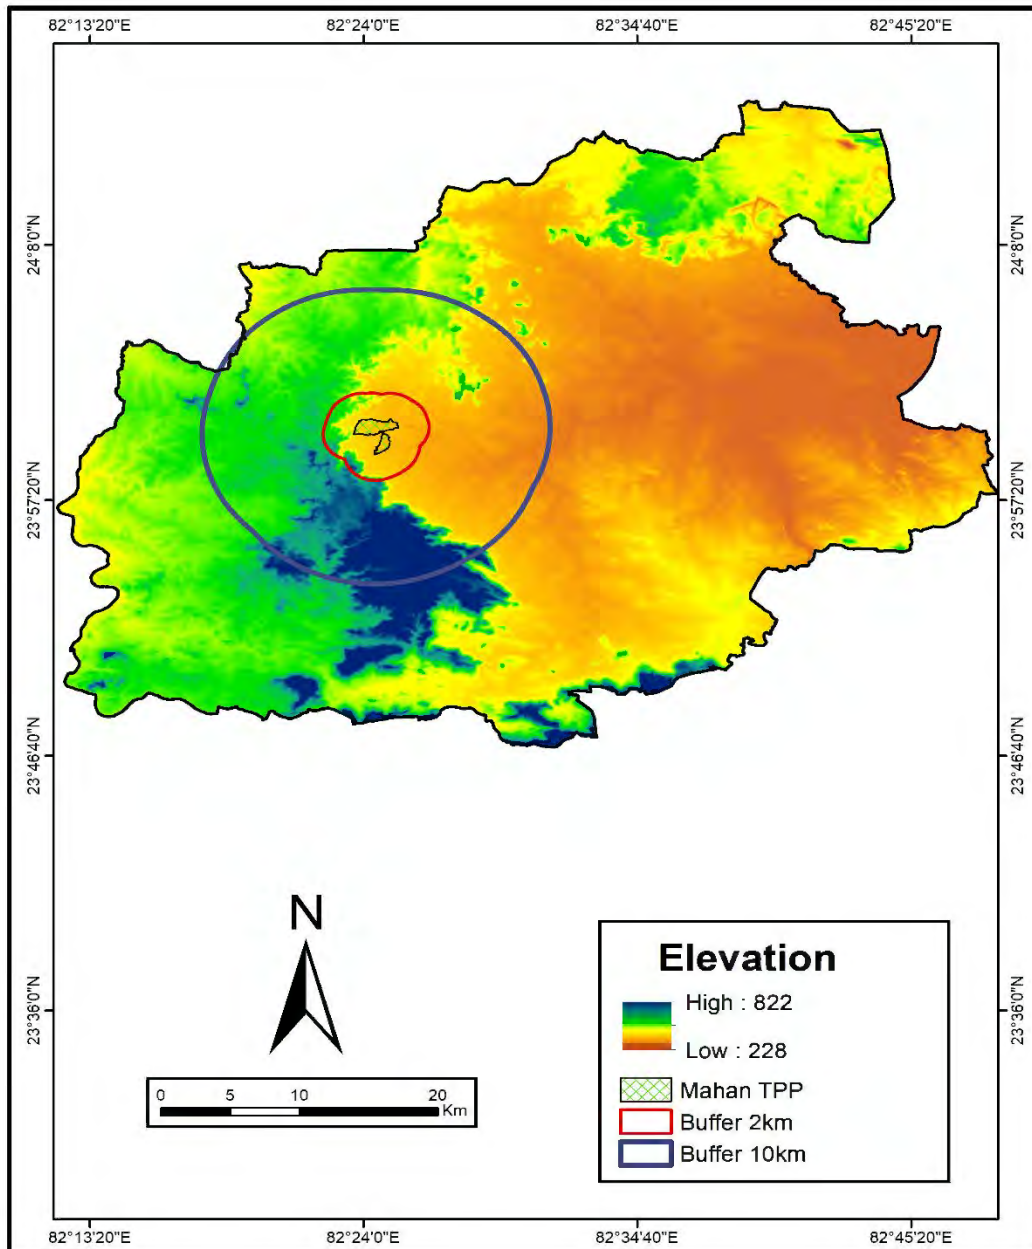 82°13'20"E 82°24'0"E 82°34'40"E 82°45'20"E
24°8'0"N 24°8'0"N
23°57'20"N 23°57'20"N
23°46'40"N 23°46'40"N
23°36'0"N 23°36'0"N
N
0 5 10 20
Km
Elevation
High : 822
Low : 228
Mahan TPP
Buffer 2km
Buffer 10km
82°13'20"E 82°24'0"E 82°34'40"E 82°45'20"E